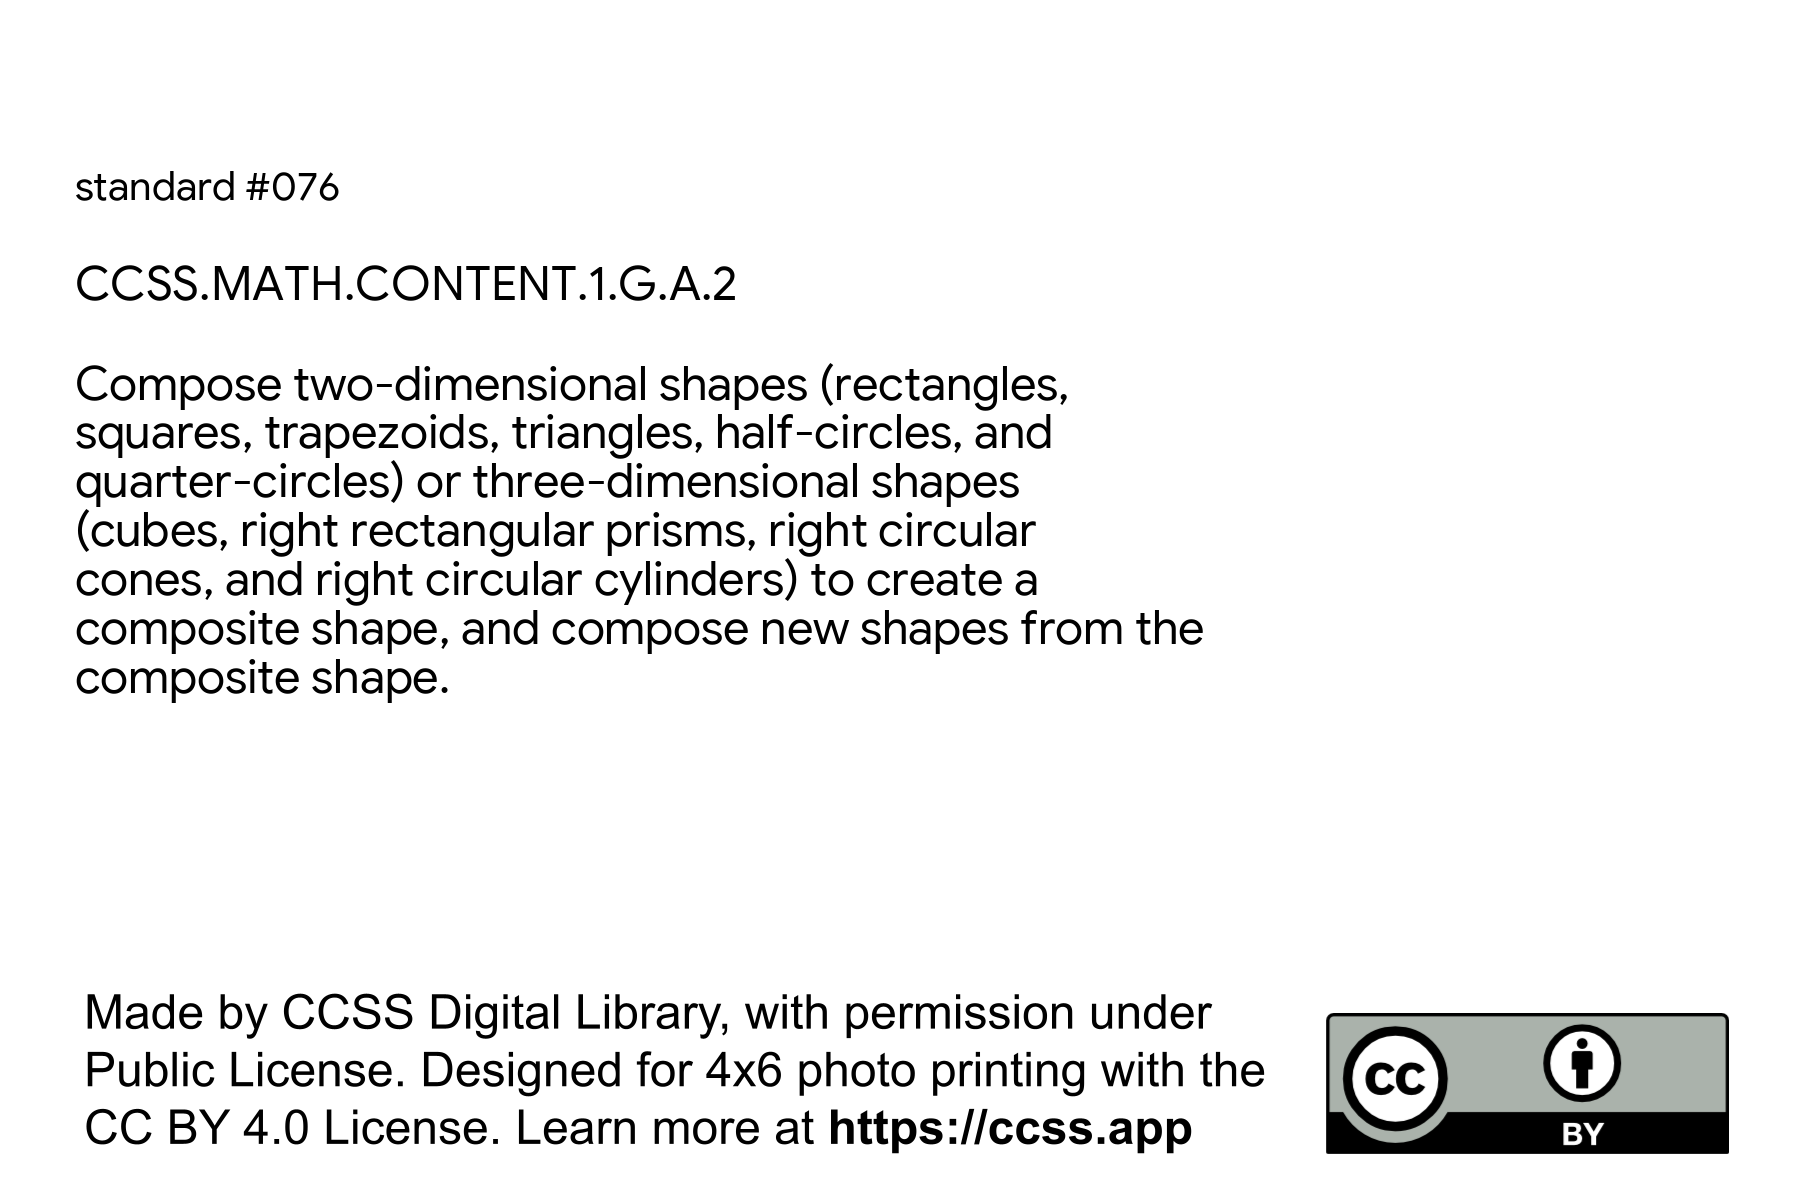 standard #076
CCSS.MATH.CONTENT.1.G.A.2
Compose two-dimensional shapes (rectangles,
squares, trapezoids, triangles, half-circles, and
quarter-circles) or three-dimensional shapes
(cubes, right rectangular prisms, right circular
cones, and right circular cylinders) to create a
composite shape, and compose new shapes from the
composite shape.
Made by CCSS Digital Library, with permission under
Public License. Designed for 4x6 photo printing with the
CC BY 4.0 License. Learn more at https://ccss.app
CC
BY